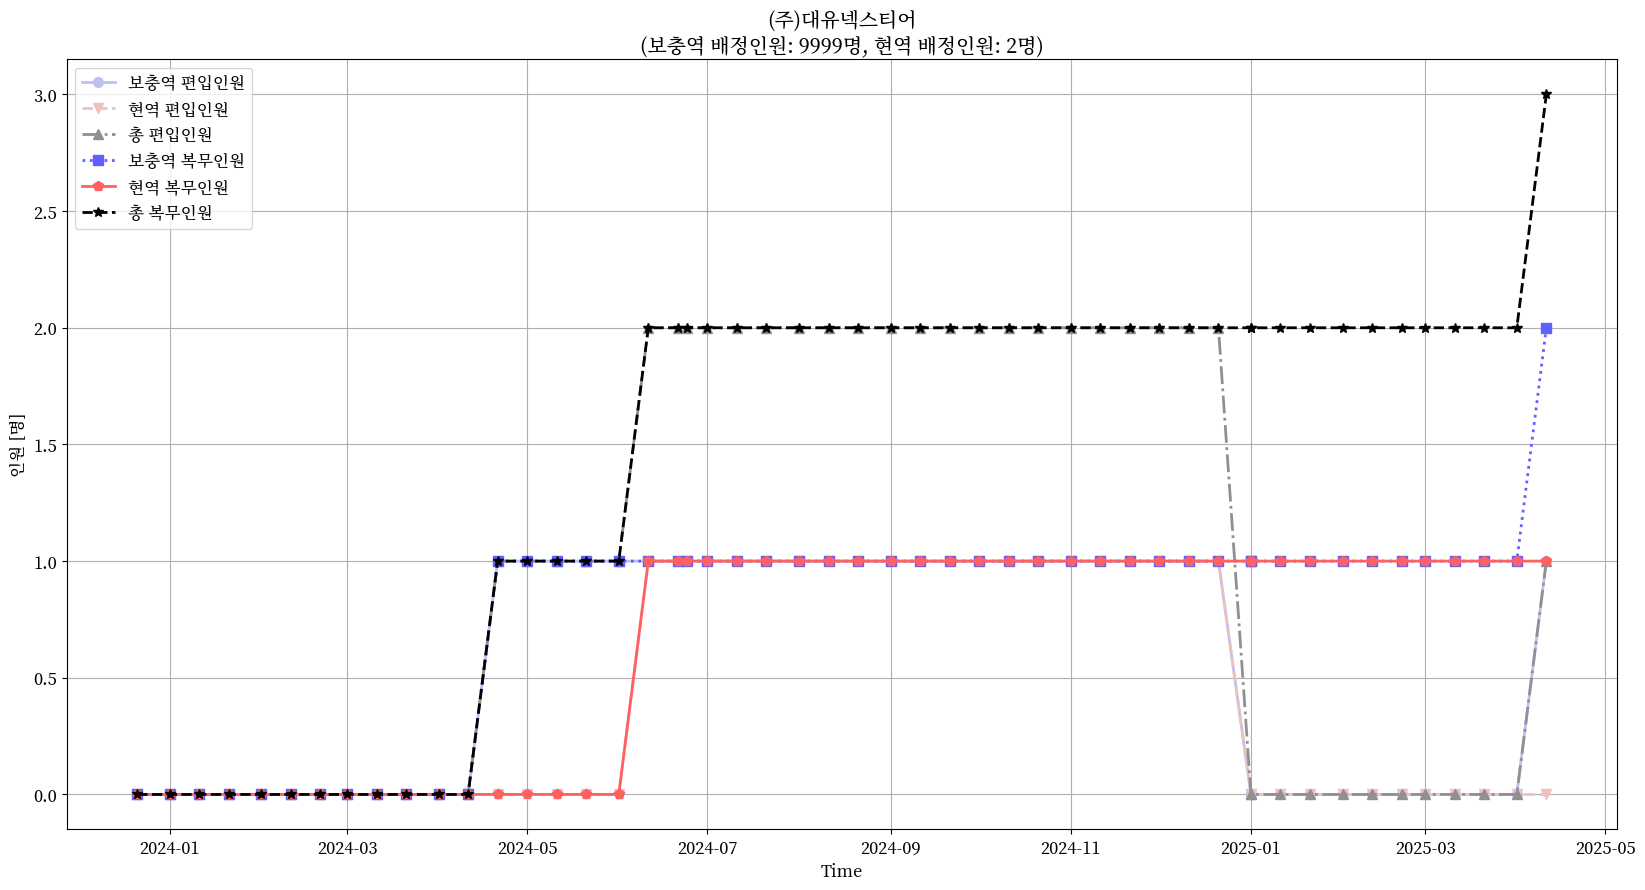 (주)대유넥스티어
(보충역 배정인원: 9999명, 현역 배정인원: 2명)
보충역 편입인원
현역 편입인원
총 편입인원
보충역 복무인원
현역 복무인원
총 복무인원
3.0
2.5
2.0
1.5
1.0
0.5
0.0
인원 [명]
2024-01
2024-03
2024-05
2024-07
2024-09
2024-11
2025-01
2025-03
2025-05
Time